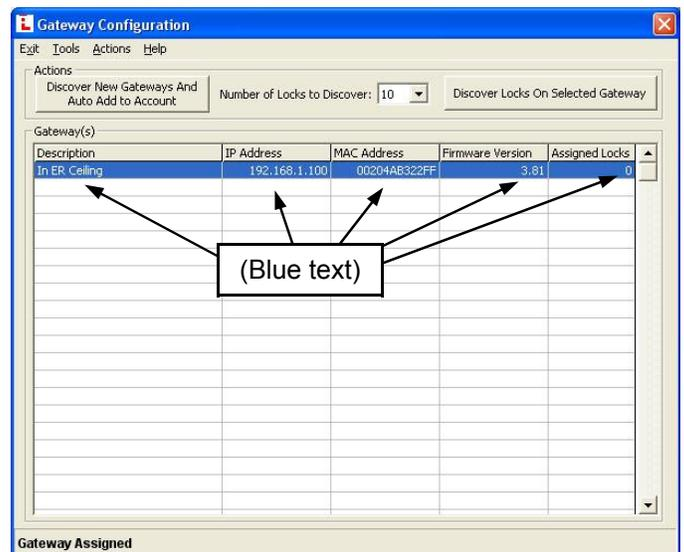 Gateway Configuration
Exit Tools Actions Help
Actions
Discover New Gateways And
Auto Add to Account
Number of Locks to Discover: 10
Discover Locks On Selected Gateway
Gateway(s)
Description IP Address MAC Address Firmware Version Assigned Locks
In ER Ceiling 192.168.1.100 00204AB322FF 3.81 0
(Blue text)
Gateway Assigned